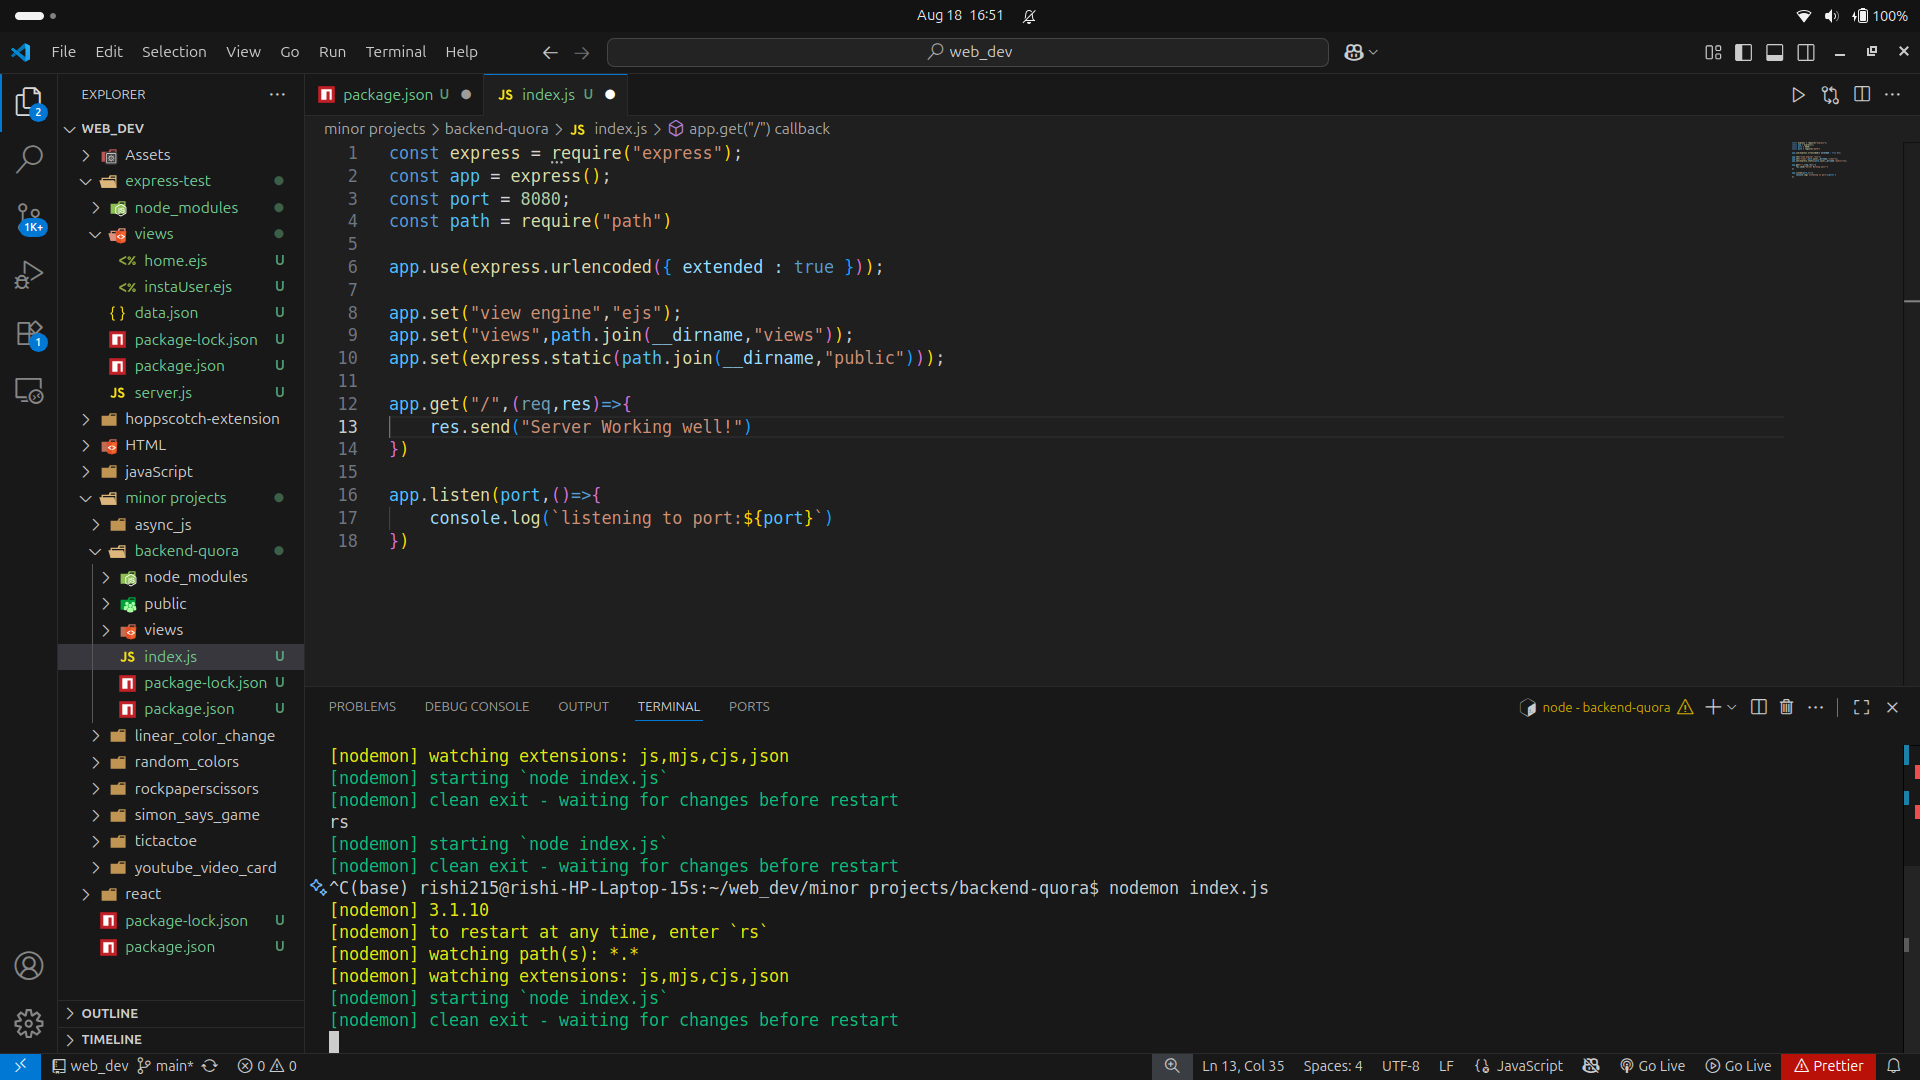 Aug 18 16:51
100%
File Edit Selection View Go Run Terminal Help
web_dev
EXPLORER
2
1K+
1
WEB_DEV
Assets
express-test
node_modules
views
<% home.ejs U
<% instaUser.ejs U
{} data.json U
package-lock.json U
package.json U
JS server.js U
hoppscotch-extension
HTML
javaScript
minor projects
async_js
backend-quora
node_modules
public
views
JS index.js U
package-lock.json U
package.json U
linear_color_change
random_colors
rockpaperscissors
simon_says_game
tictactoe
youtube_video_card
react
package-lock.json U
package.json U
OUTLINE
TIMELINE
package.json U
JS index.js U
minor projects > backend-quora > JS index.js > app.get("/") callback
1 const express = require("express");
2 const app = express();
3 const port = 8080;
4 const path = require("path")
5
6 app.use(express.urlencoded({ extended : true }));
7
8 app.set("view engine","ejs");
9 app.set("views",path.join(__dirname,"views"));
10 app.set(express.static(path.join(__dirname,"public")));
11
12 app.get("/",(req,res)=>{
13     res.send("Server Working well!")
14 })
15
16 app.listen(port,()=>{
17     console.log(`listening to port:${port}`)
18 })
PROBLEMS DEBUG CONSOLE OUTPUT TERMINAL PORTS
node - backend-quora
[nodemon] watching extensions: js,mjs,cjs,json
[nodemon] starting `node index.js`
[nodemon] clean exit - waiting for changes before restart
rs
[nodemon] starting `node index.js`
[nodemon] clean exit - waiting for changes before restart
^C(base) rishi215@rishi-HP-Laptop-15s:~/web_dev/minor projects/backend-quora$ nodemon index.js
[nodemon] 3.1.10
[nodemon] to restart at any time, enter `rs`
[nodemon] watching path(s): *.*
[nodemon] watching extensions: js,mjs,cjs,json
[nodemon] starting `node index.js`
[nodemon] clean exit - waiting for changes before restart
web_dev main* 0 0
Ln 13, Col 35 Spaces: 4 UTF-8 LF {} JavaScript Go Live Go Live Prettier